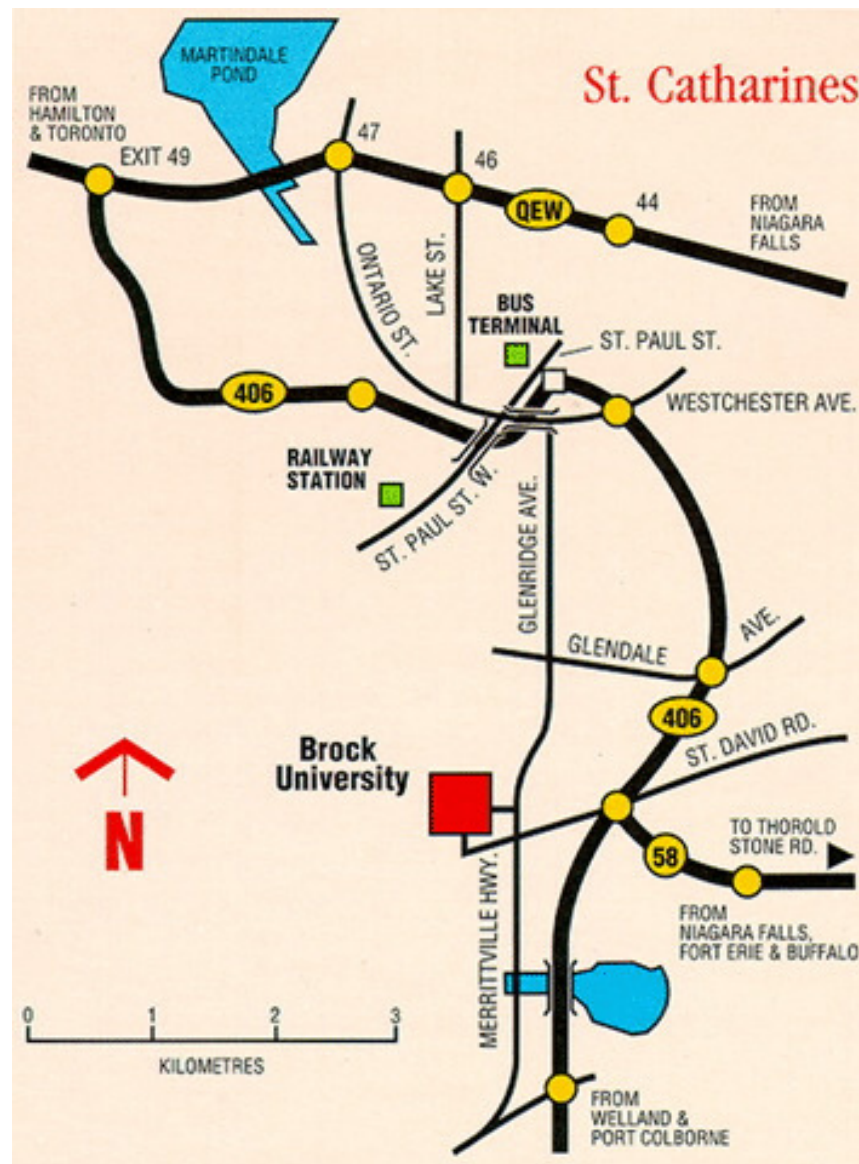 MARTINDALE
POND
St. Catharines
FROM
HAMILTON
& TORONTO
EXIT 49
47
46
QEW
44
FROM
NIAGARA
FALLS
ONTARIO ST.
LAKE ST.
BUS
TERMINAL
ST. PAUL ST.
406
WESTCHESTER AVE.
RAILWAY
STATION
ST. PAUL ST. W.
GLENRIDGE AVE.
GLENDALE AVE.
406
ST. DAVID RD.
Brock
University
N
TO THOROLD
STONE RD.
58
MERRITTVILLE HWY.
FROM
NIAGARA FALLS,
FORT ERIE & BUFFALO
0 1 2 3
KILOMETRES
FROM
WELLAND &
PORT COLBORNE